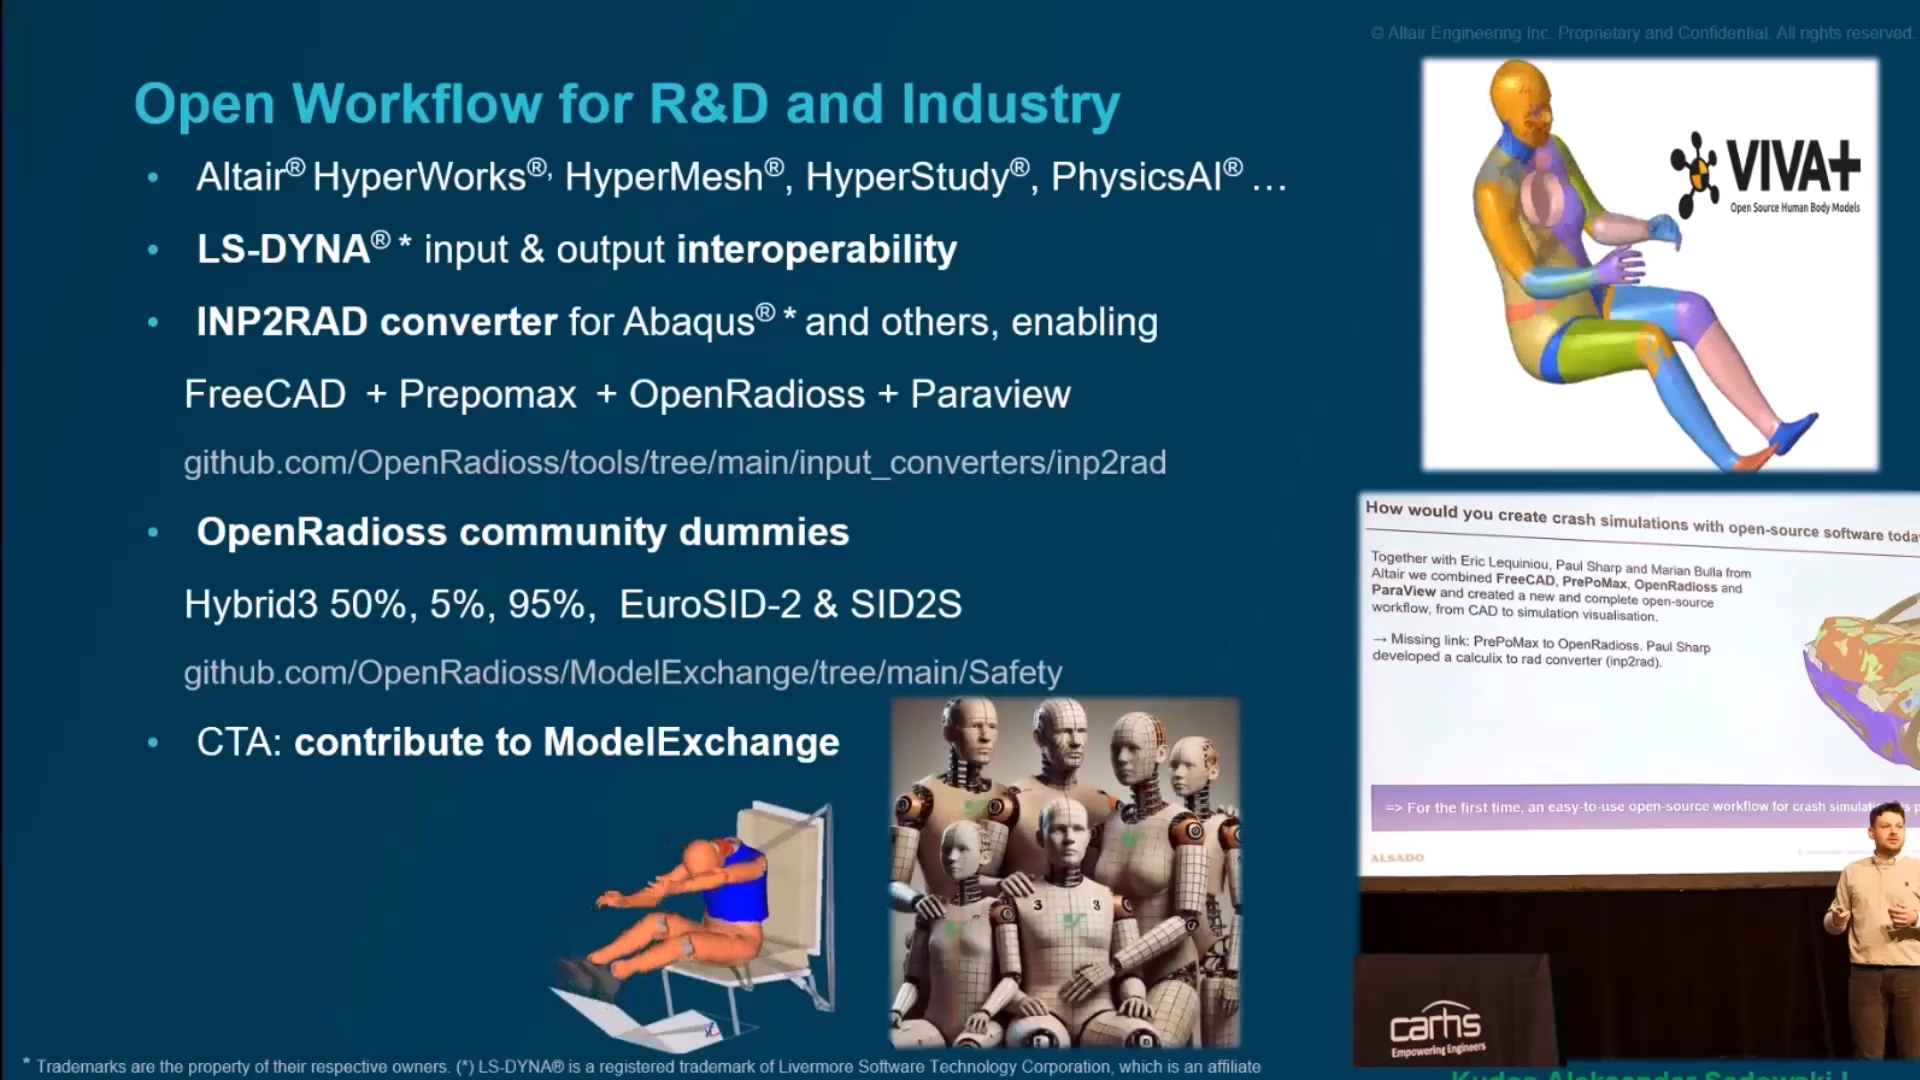 © Altair Engineering Inc. Proprietary and Confidential. All rights reserved.
Open Workflow for R&D and Industry
• Altair® HyperWorks®, HyperMesh®, HyperStudy®, PhysicsAI® …
• LS-DYNA® * input & output interoperability
• INP2RAD converter for Abaqus® * and others, enabling
FreeCAD + Prepomax + OpenRadioss + Paraview
github.com/OpenRadioss/tools/tree/main/input_converters/inp2rad
• OpenRadioss community dummies
Hybrid3 50%, 5%, 95%, EuroSID-2 & SID2S
github.com/OpenRadioss/ModelExchange/tree/main/Safety
• CTA: contribute to ModelExchange
VIVA+
Open Source Human Body Models
How would you create crash simulations with open-source software toda
Together with Eric Lequiniou, Paul Sharp and Marian Bulla from
Altair we combined FreeCAD, PrePoMax, OpenRadioss and
ParaView and created a new and complete open-source
workflow, from CAD to simulation visualisation.
→ Missing link: PrePoMax to OpenRadioss. Paul Sharp
developed a calculix to rad converter (inp2rad).
=> For the first time, an easy-to-use open-source workflow for crash simulati
ALSADO
3 3
carhs
Empowering Engineers
* Trademarks are the property of their respective owners. (*) LS-DYNA® is a registered trademark of Livermore Software Technology Corporation, which is an affiliate
Kudos Aleksander Sadowski !